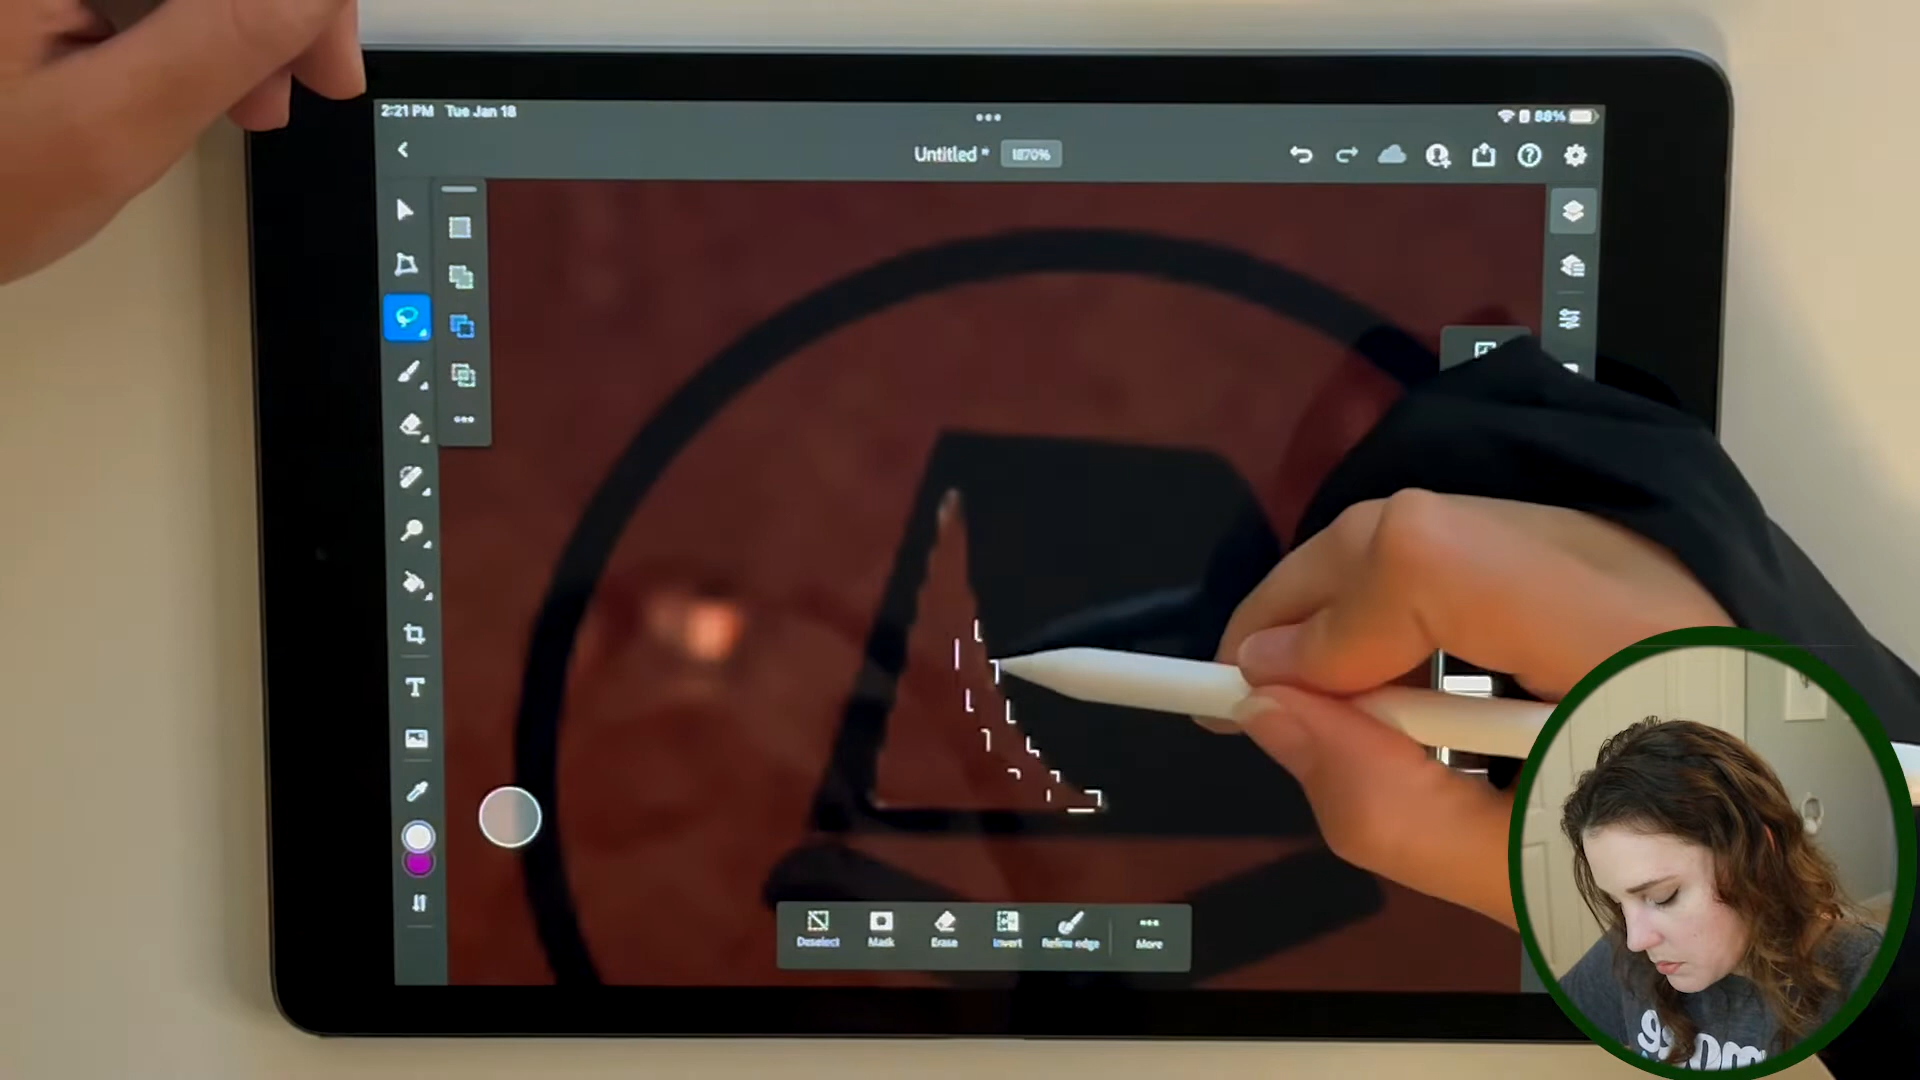 2:21 PM Tue Jan 18
88%
Untitled *
1870%
T
Deselect
Mask
Erase
Invert
Refine edge
More